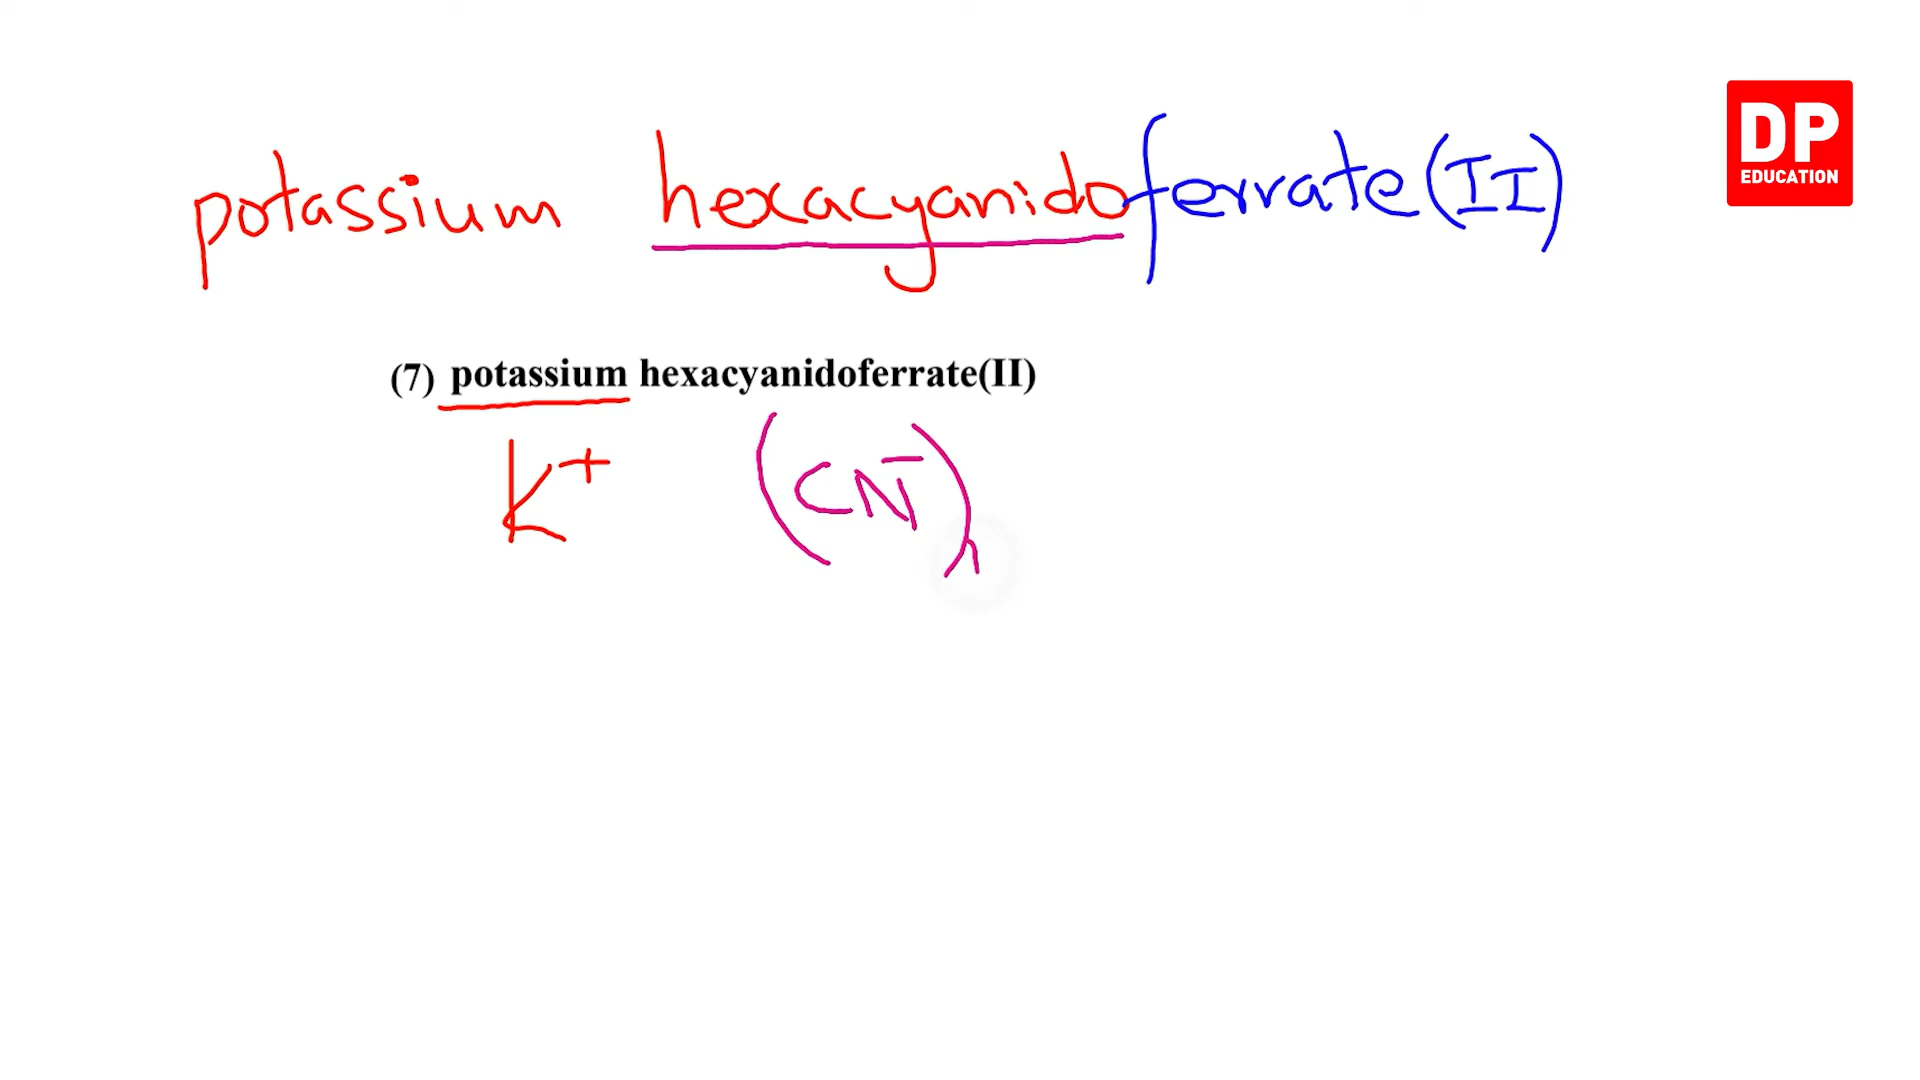 potassium hexacyanidoferrate(II)
DP
EDUCATION
(7) potassium hexacyanidoferrate(II)
K⁺ (CN⁻)